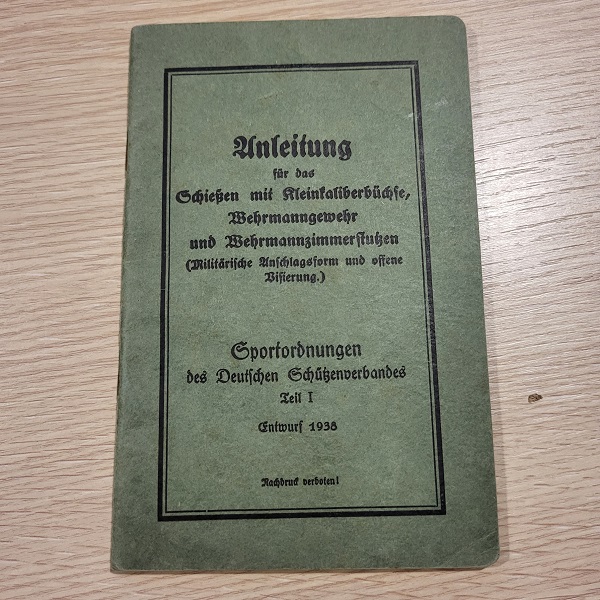 Anleitung
für das
Schießen mit Kleinkaliberbüchse,
Wehrmanngewehr
und Wehrmannzimmerstutzen
(Militärische Anschlagsform und offene
Visierung.)
Sportordnungen
des Deutschen Schützenverbandes
Teil I
Entwurf 1938
Nachdruck verboten!